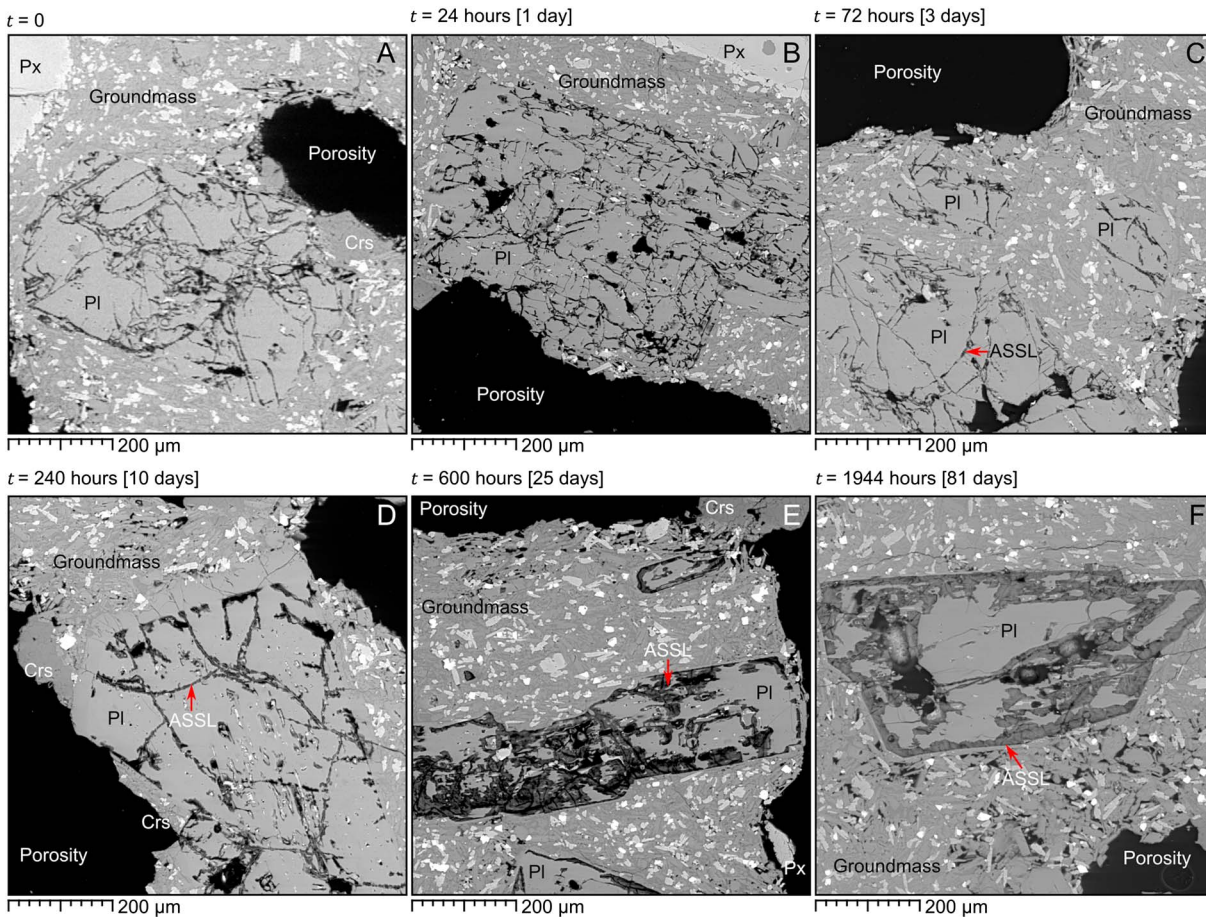 t = 0
t = 24 hours [1 day]
t = 72 hours [3 days]
A
Px
Groundmass
Porosity
Crs
Pl
200 µm
B
Px
Groundmass
Pl
Porosity
200 µm
C
Porosity
Groundmass
Pl
Pl
Pl
ASSL
200 µm
t = 240 hours [10 days]
t = 600 hours [25 days]
t = 1944 hours [81 days]
D
Groundmass
Crs
Pl
ASSL
Crs
Porosity
200 µm
Porosity
Crs
E
Groundmass
ASSL
Pl
Pl
Px
200 µm
F
Pl
ASSL
Groundmass
Porosity
200 µm